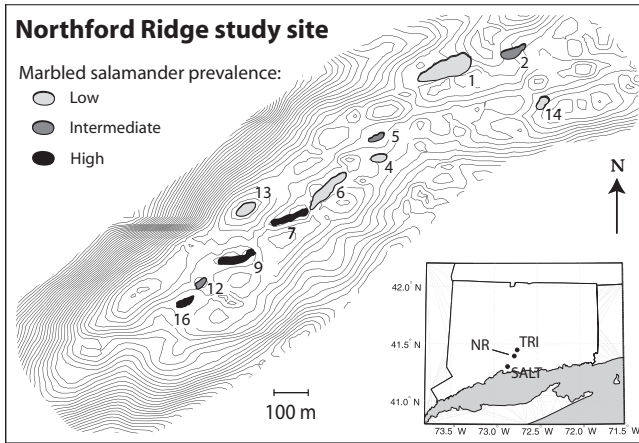 Northford Ridge study site
Marbled salamander prevalence:
Low
Intermediate
High
1
2
14
5
4
6
13
7
9
12
16
N
100 m
42.0° N
41.5° N
41.0° N
NR
TRI
SALT
73.5° W 73.0° W 72.5° W 72.0° W 71.5° W